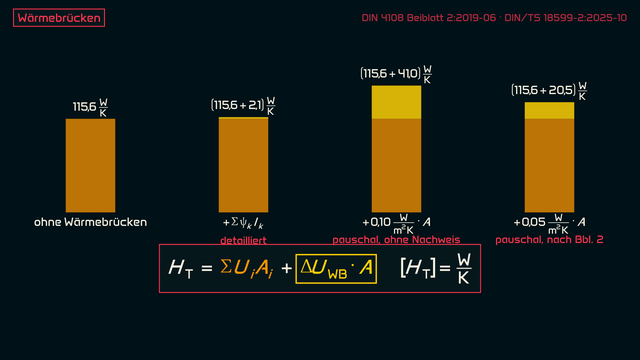 Wärmebrücken
DIN 4108 Beiblatt 2:2019-06 · DIN/TS 18599-2:2025-10
115,6 W/K
(115,6 + 2,1) W/K
(115,6 + 41,0) W/K
(115,6 + 20,5) W/K
ohne Wärmebrücken
+ Σψ_k l_k
+0,10 W/m²K · A
+0,05 W/m²K · A
detailliert
pauschal, ohne Nachweis
pauschal, nach Bbl. 2
H_T = ΣU_i A_i + ΔU_WB · A [H_T] = W/K